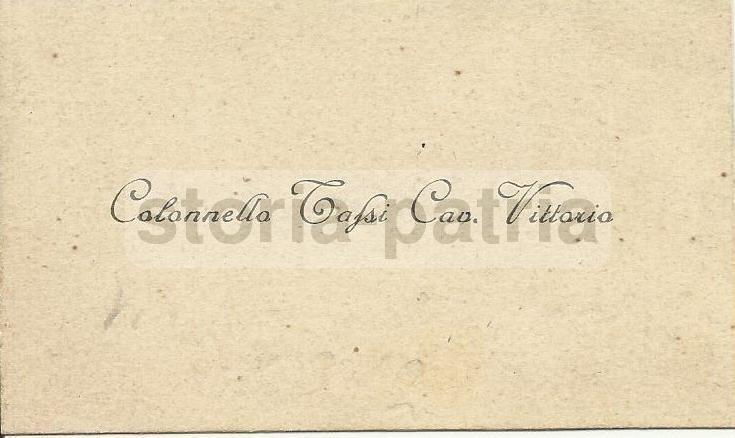 Colonnello Tassi Cav. Vittorio
storia-patria